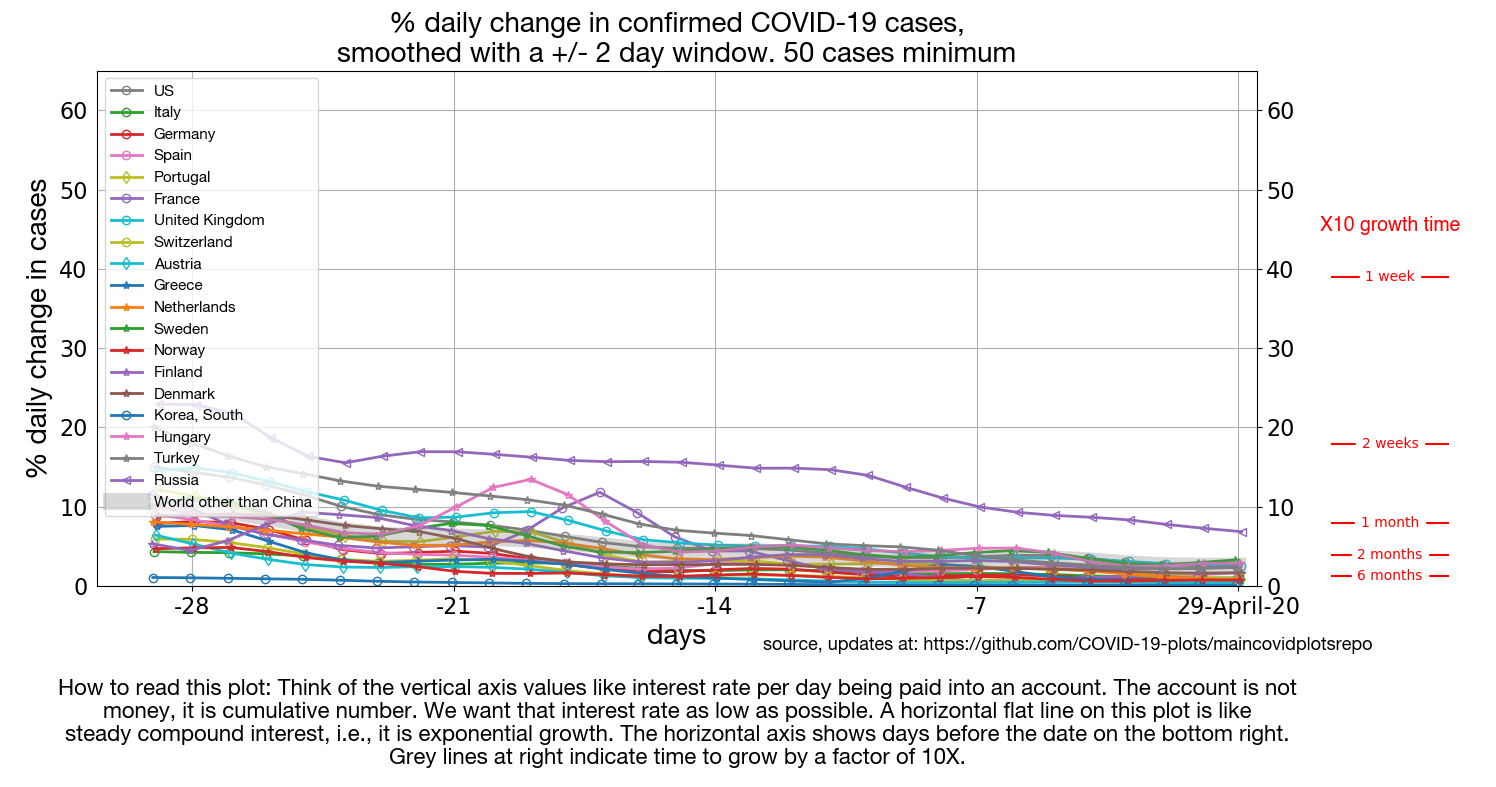 % daily change in confirmed COVID-19 cases,
smoothed with a +/- 2 day window. 50 cases minimum
% daily change in cases
60
50
40
30
20
10
0
US
Italy
Germany
Spain
Portugal
France
United Kingdom
Switzerland
Austria
Greece
Netherlands
Sweden
Norway
Finland
Denmark
Korea, South
Hungary
Turkey
Russia
World other than China
60
50
40
30
20
10
0
X10 growth time
1 week
2 weeks
1 month
2 months
6 months
-28
-21
-14
-7
29-April-20
days
source, updates at: https://github.com/COVID-19-plots/maincovidplotsrepo
How to read this plot: Think of the vertical axis values like interest rate per day being paid into an account. The account is not
money, it is cumulative number. We want that interest rate as low as possible. A horizontal flat line on this plot is like
steady compound interest, i.e., it is exponential growth. The horizontal axis shows days before the date on the bottom right.
Grey lines at right indicate time to grow by a factor of 10X.